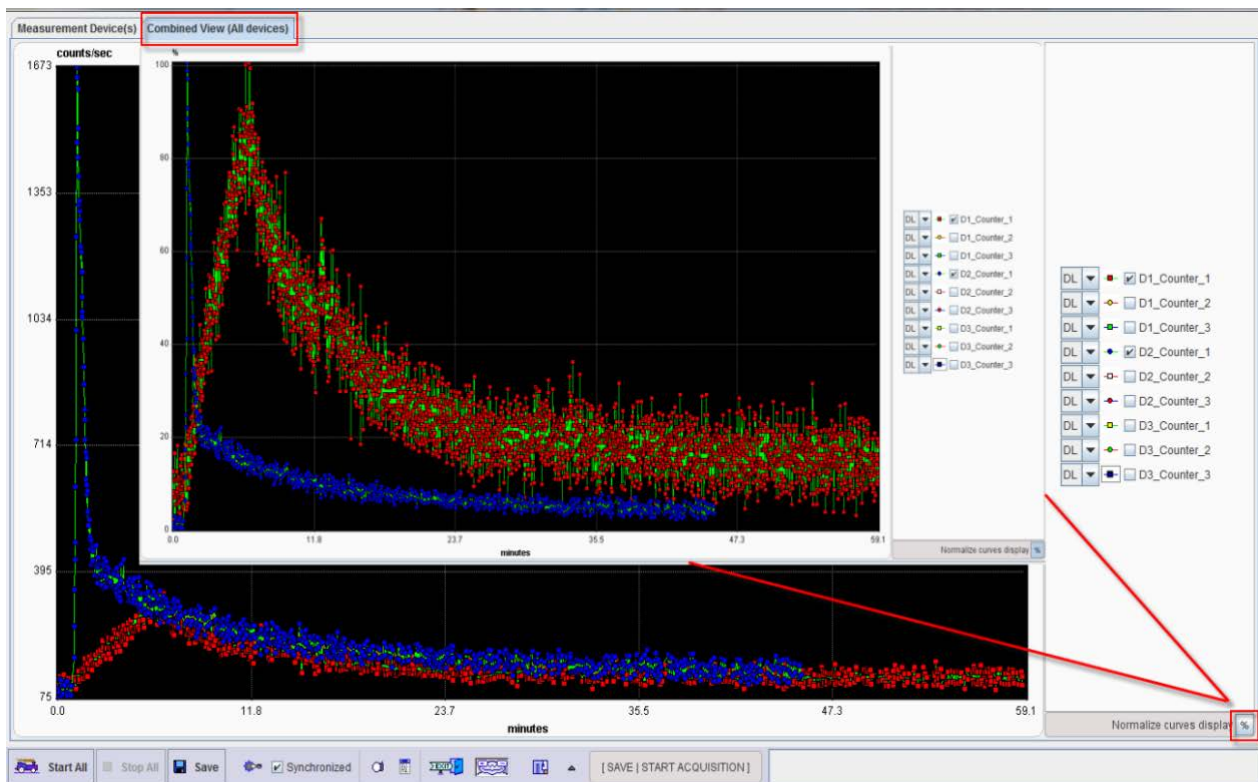 Measurement Device(s) Combined View (All devices)
counts/sec
1673
1353
1034
714
395
75
0.0 11.8 23.7 35.5 47.3 59.1
minutes
%
100
80
60
40
20
0
0.0 11.8 23.7 35.5 47.3 59.1
minutes
DL D1_Counter_1
DL D1_Counter_2
DL D1_Counter_3
DL D2_Counter_1
DL D2_Counter_2
DL D2_Counter_3
DL D3_Counter_1
DL D3_Counter_2
DL D3_Counter_3
Normalize curves display %
DL D1_Counter_1
DL D1_Counter_2
DL D1_Counter_3
DL D2_Counter_1
DL D2_Counter_2
DL D2_Counter_3
DL D3_Counter_1
DL D3_Counter_2
DL D3_Counter_3
Normalize curves display %
Start All Stop All Save Synchronized EXIT [ SAVE | START ACQUISITION ]